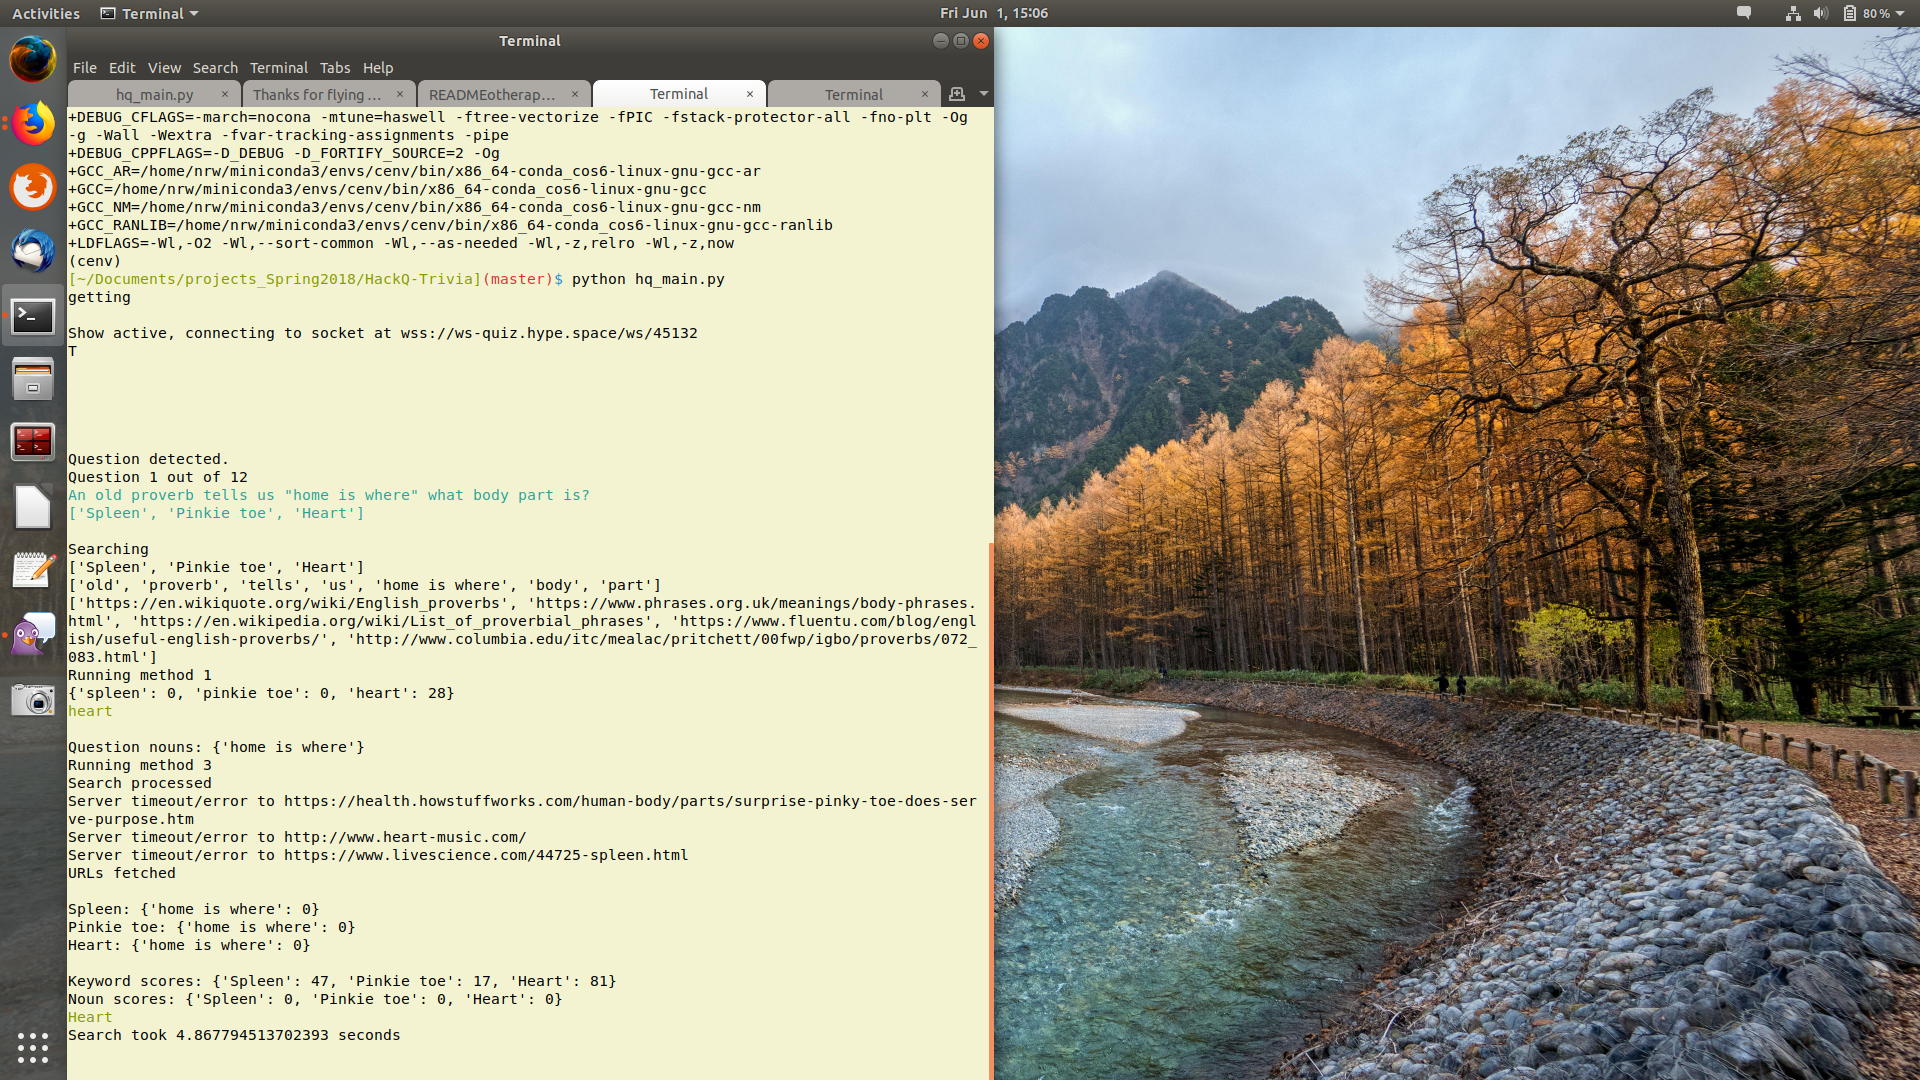 Activities
Terminal
Fri Jun 1, 15:06
80 %
Terminal
File Edit View Search Terminal Tabs Help
hq_main.py × Thanks for flying ... × READMEotherap... × Terminal × Terminal ×
+DEBUG_CFLAGS=-march=nocona -mtune=haswell -ftree-vectorize -fPIC -fstack-protector-all -fno-plt -Og
-g -Wall -Wextra -fvar-tracking-assignments -pipe
+DEBUG_CPPFLAGS=-D_DEBUG -D_FORTIFY_SOURCE=2 -Og
+GCC_AR=/home/nrw/miniconda3/envs/cenv/bin/x86_64-conda_cos6-linux-gnu-gcc-ar
+GCC=/home/nrw/miniconda3/envs/cenv/bin/x86_64-conda_cos6-linux-gnu-gcc
+GCC_NM=/home/nrw/miniconda3/envs/cenv/bin/x86_64-conda_cos6-linux-gnu-gcc-nm
+GCC_RANLIB=/home/nrw/miniconda3/envs/cenv/bin/x86_64-conda_cos6-linux-gnu-gcc-ranlib
+LDFLAGS=-Wl,-O2 -Wl,--sort-common -Wl,--as-needed -Wl,-z,relro -Wl,-z,now
(cenv)
[~/Documents/projects_Spring2018/HackQ-Trivia](master)$ python hq_main.py
getting
Show active, connecting to socket at wss://ws-quiz.hype.space/ws/45132
T
Question detected.
Question 1 out of 12
An old proverb tells us "home is where" what body part is?
['Spleen', 'Pinkie toe', 'Heart']
Searching
['Spleen', 'Pinkie toe', 'Heart']
['old', 'proverb', 'tells', 'us', 'home is where', 'body', 'part']
['https://en.wikiquote.org/wiki/English_proverbs', 'https://www.phrases.org.uk/meanings/body-phrases.
html', 'https://en.wikipedia.org/wiki/List_of_proverbial_phrases', 'https://www.fluentu.com/blog/engl
ish/useful-english-proverbs/', 'http://www.columbia.edu/itc/mealac/pritchett/00fwp/igbo/proverbs/072_
083.html']
Running method 1
{'spleen': 0, 'pinkie toe': 0, 'heart': 28}
heart
Question nouns: {'home is where'}
Running method 3
Search processed
Server timeout/error to https://health.howstuffworks.com/human-body/parts/surprise-pinky-toe-does-ser
ve-purpose.htm
Server timeout/error to http://www.heart-music.com/
Server timeout/error to https://www.livescience.com/44725-spleen.html
URLs fetched
Spleen: {'home is where': 0}
Pinkie toe: {'home is where': 0}
Heart: {'home is where': 0}
Keyword scores: {'Spleen': 47, 'Pinkie toe': 17, 'Heart': 81}
Noun scores: {'Spleen': 0, 'Pinkie toe': 0, 'Heart': 0}
Heart
Search took 4.867794513702393 seconds